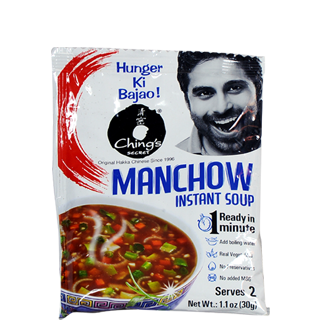 Hunger
Ki
Bajao!
Ching's
SECRET
Original Hakka Chinese Since 1996
MANCHOW
INSTANT SOUP
1 Ready in
minute
Add boiling water
Real Vegetables
No Preservatives
No added MSG
Serves 2
Net Wt.: 1.1 oz (30g)